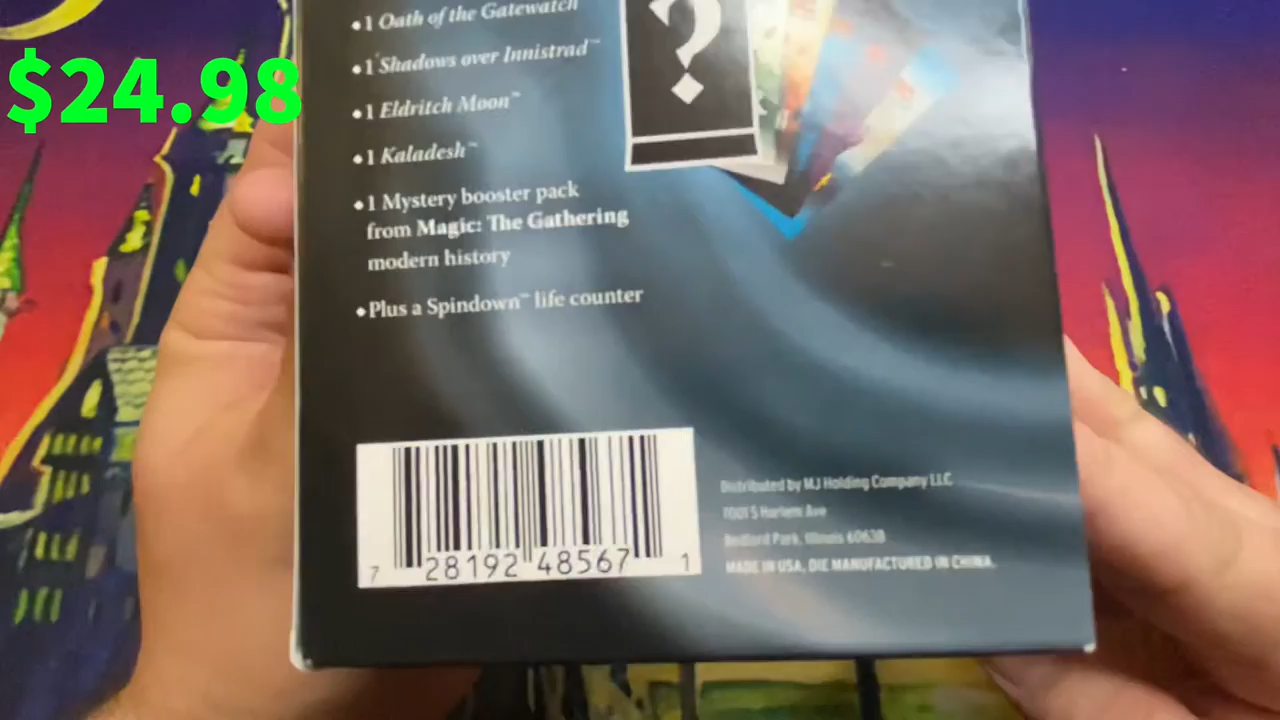 $24.98
•1 Oath of the Gatewatch
•1 Shadows over Innistrad™
•1 Eldritch Moon™
•1 Kaladesh™
•1 Mystery booster pack
from Magic: The Gathering
modern history
•Plus a Spindown™ life counter
?
7 28192 48567 1
Distributed by MJ Holding Company LLC
7001 S Harlem Ave
Bedford Park, Illinois 60638
MADE IN USA, DIE MANUFACTURED IN CHINA.